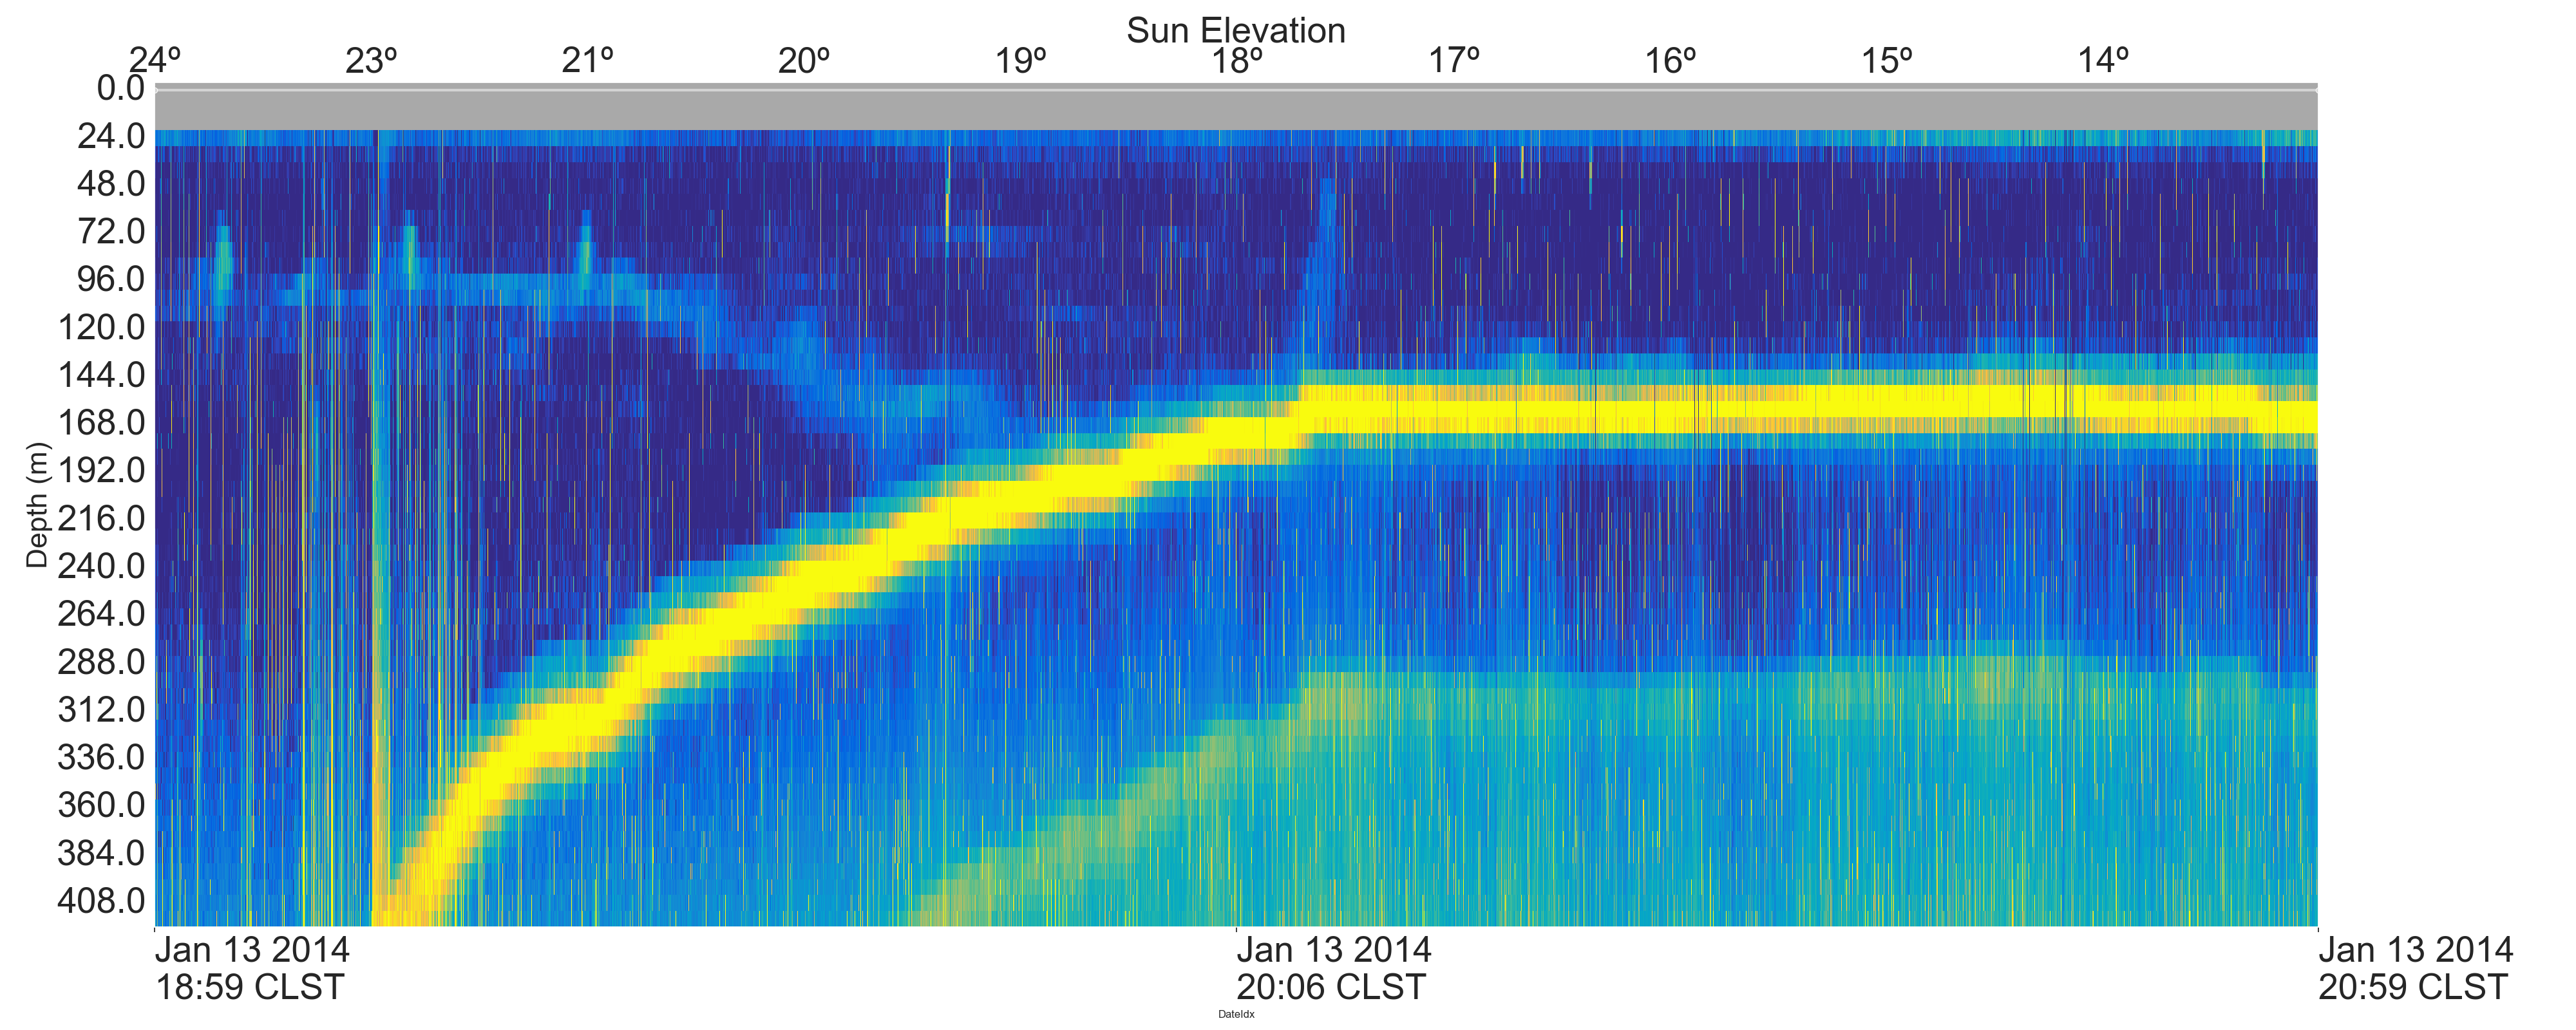 Sun Elevation
24º 23º 21º 20º 19º 18º 17º 16º 15º 14º
0.0
24.0
48.0
72.0
96.0
120.0
144.0
168.0
192.0
216.0
240.0
264.0
288.0
312.0
336.0
360.0
384.0
408.0
Depth (m)
Jan 13 2014
18:59 CLST
Jan 13 2014
20:06 CLST
Jan 13 2014
20:59 CLST
DateIdx